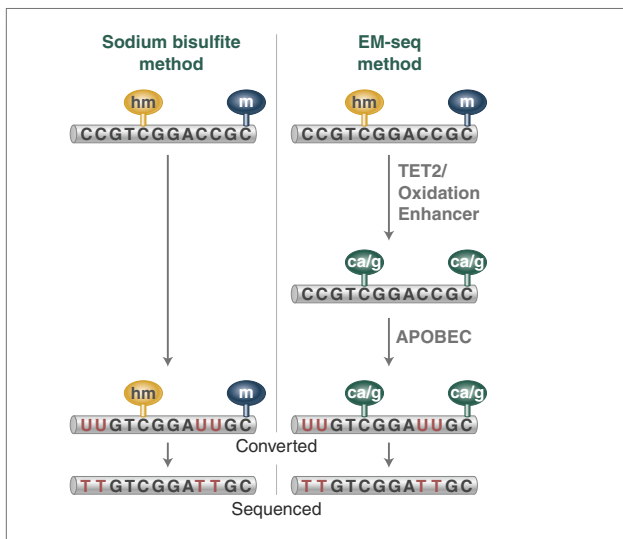 Sodium bisulfite
method
EM-seq
method
hm
m
hm
m
CCGTCGGACCGC
CCGTCGGACCGC
TET2/
Oxidation
Enhancer
ca/g
ca/g
CCGTCGGACCGC
APOBEC
hm
m
ca/g
ca/g
UUGTCGGAUUGC
UUGTCGGAUUGC
Converted
TTGTCGGATTGC
TTGTCGGATTGC
Sequenced